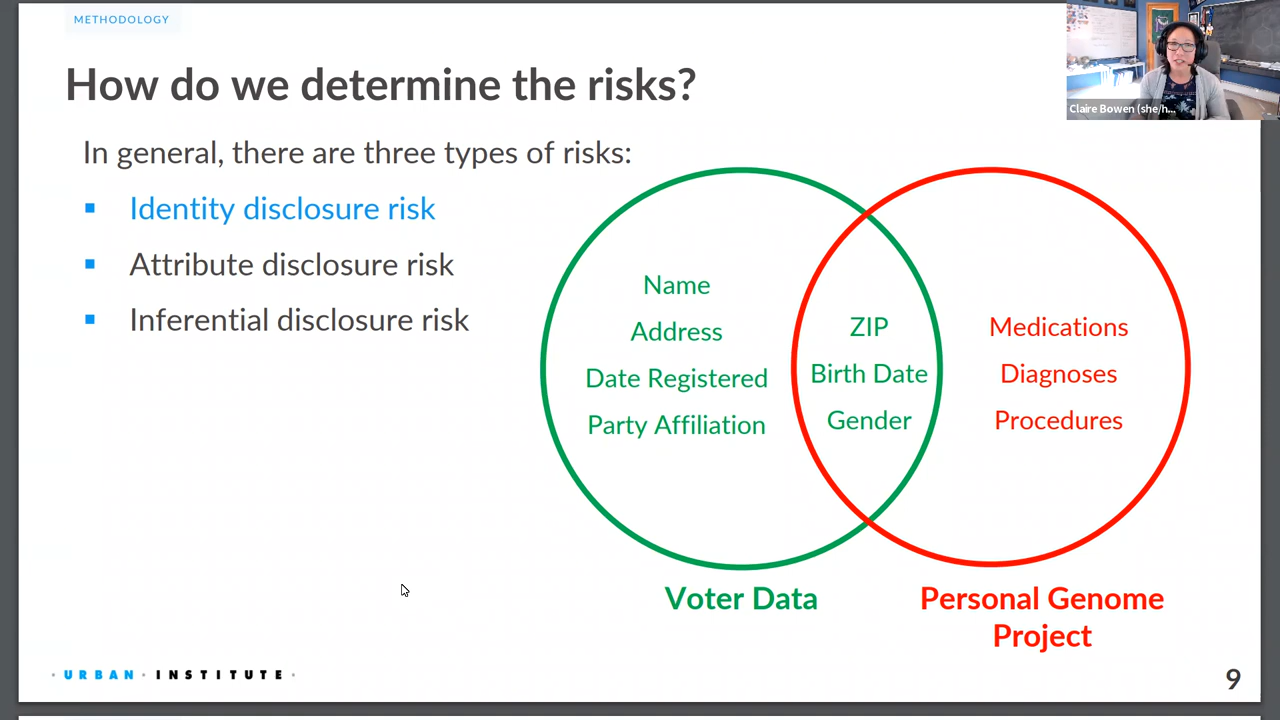 METHODOLOGY
How do we determine the risks?
Claire Bowen (she/h...
In general, there are three types of risks:
Identity disclosure risk
Attribute disclosure risk
Inferential disclosure risk
Name
Address
Date Registered
Party Affiliation
ZIP
Birth Date
Gender
Medications
Diagnoses
Procedures
Voter Data
Personal Genome
Project
· URBAN · INSTITUTE ·
9